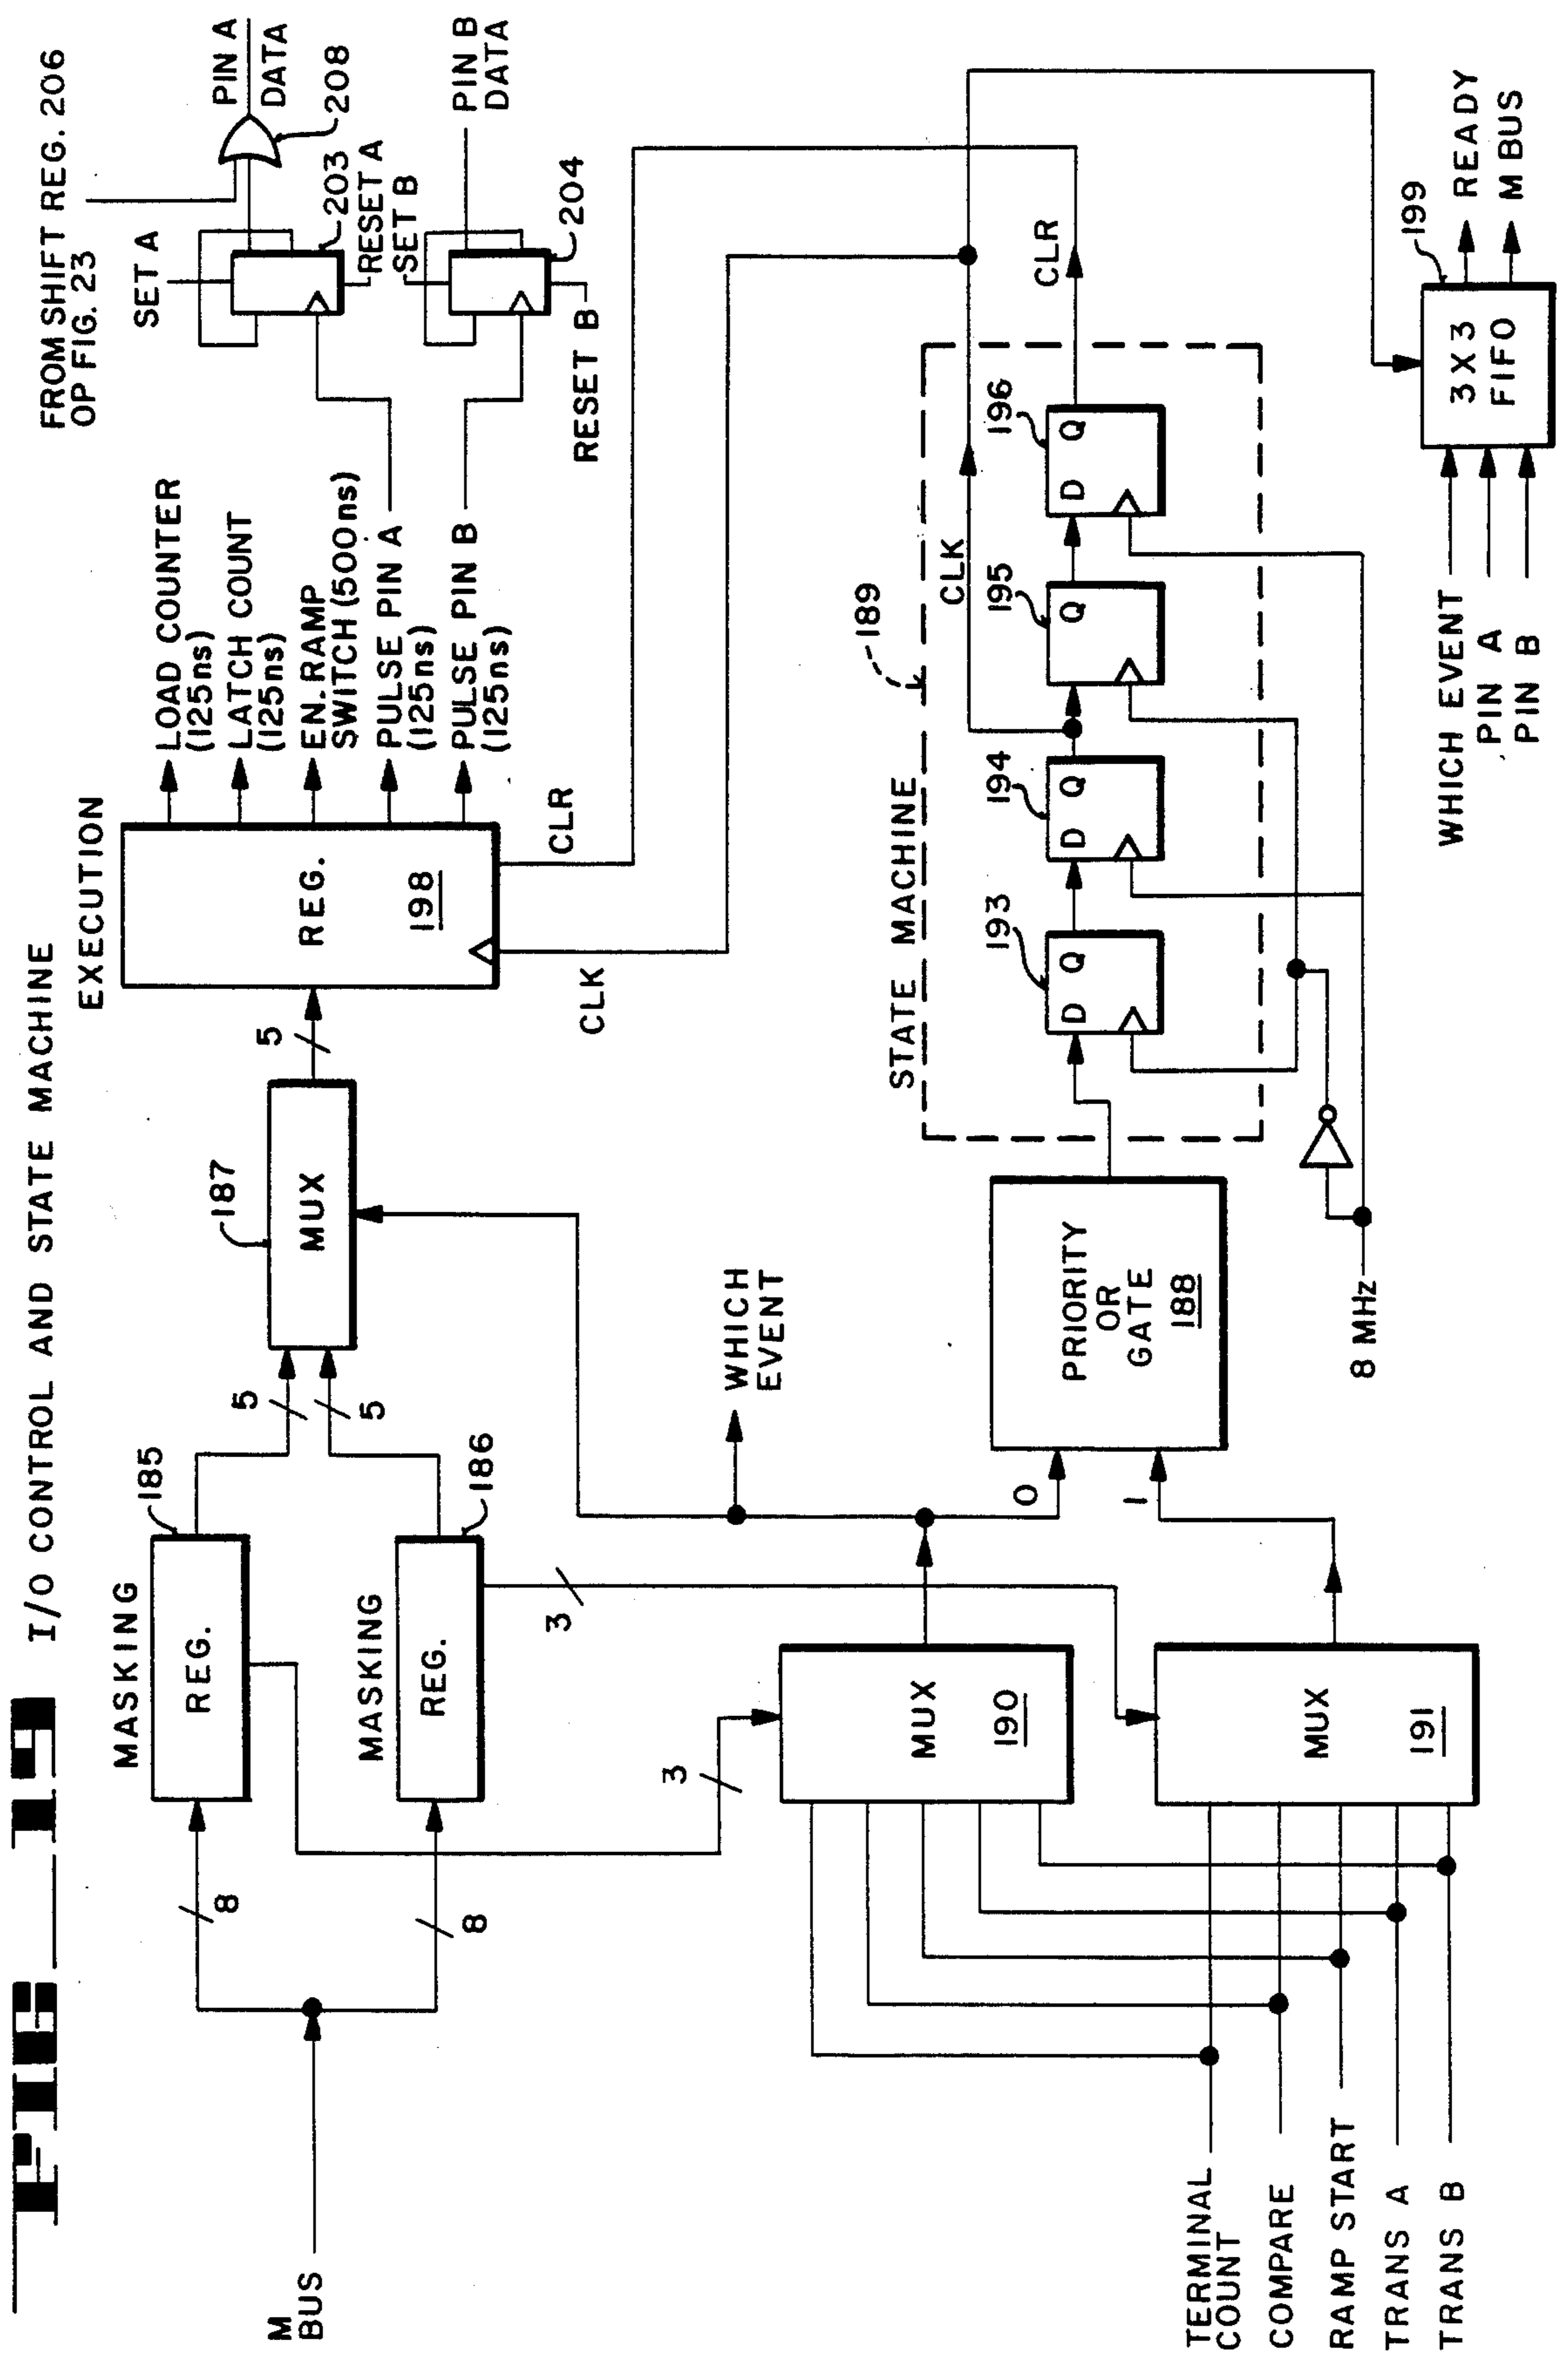 FIG 19
I/O CONTROL AND STATE MACHINE
M
BUS
8
8
MASKING
REG.
185
MASKING
REG.
186
3
3
5
5
187
MUX
5
EXECUTION
REG.
198
CLK
CLR
LOAD COUNTER
(125ns)
LATCH COUNT
(125ns)
EN. RAMP
SWITCH (500ns)
PULSE PIN A
(125ns)
PULSE PIN B
(125ns)
FROM SHIFT REG. 206
OP FIG. 23
SET A
203
RESET A
208
PIN A
DATA
SET B
204
RESET B
PIN B
DATA
WHICH
EVENT
MUX
190
MUX
191
TERMINAL
COUNT
COMPARE
RAMP START
TRANS A
TRANS B
0
1
PRIORITY
OR
GATE
188
8 MHz
STATE MACHINE
189
193
D Q
194
D Q
CLK
195
Q
196
D Q
CLR
WHICH EVENT
PIN A
PIN B
3 X 3
FIFO
199
READY
M BUS